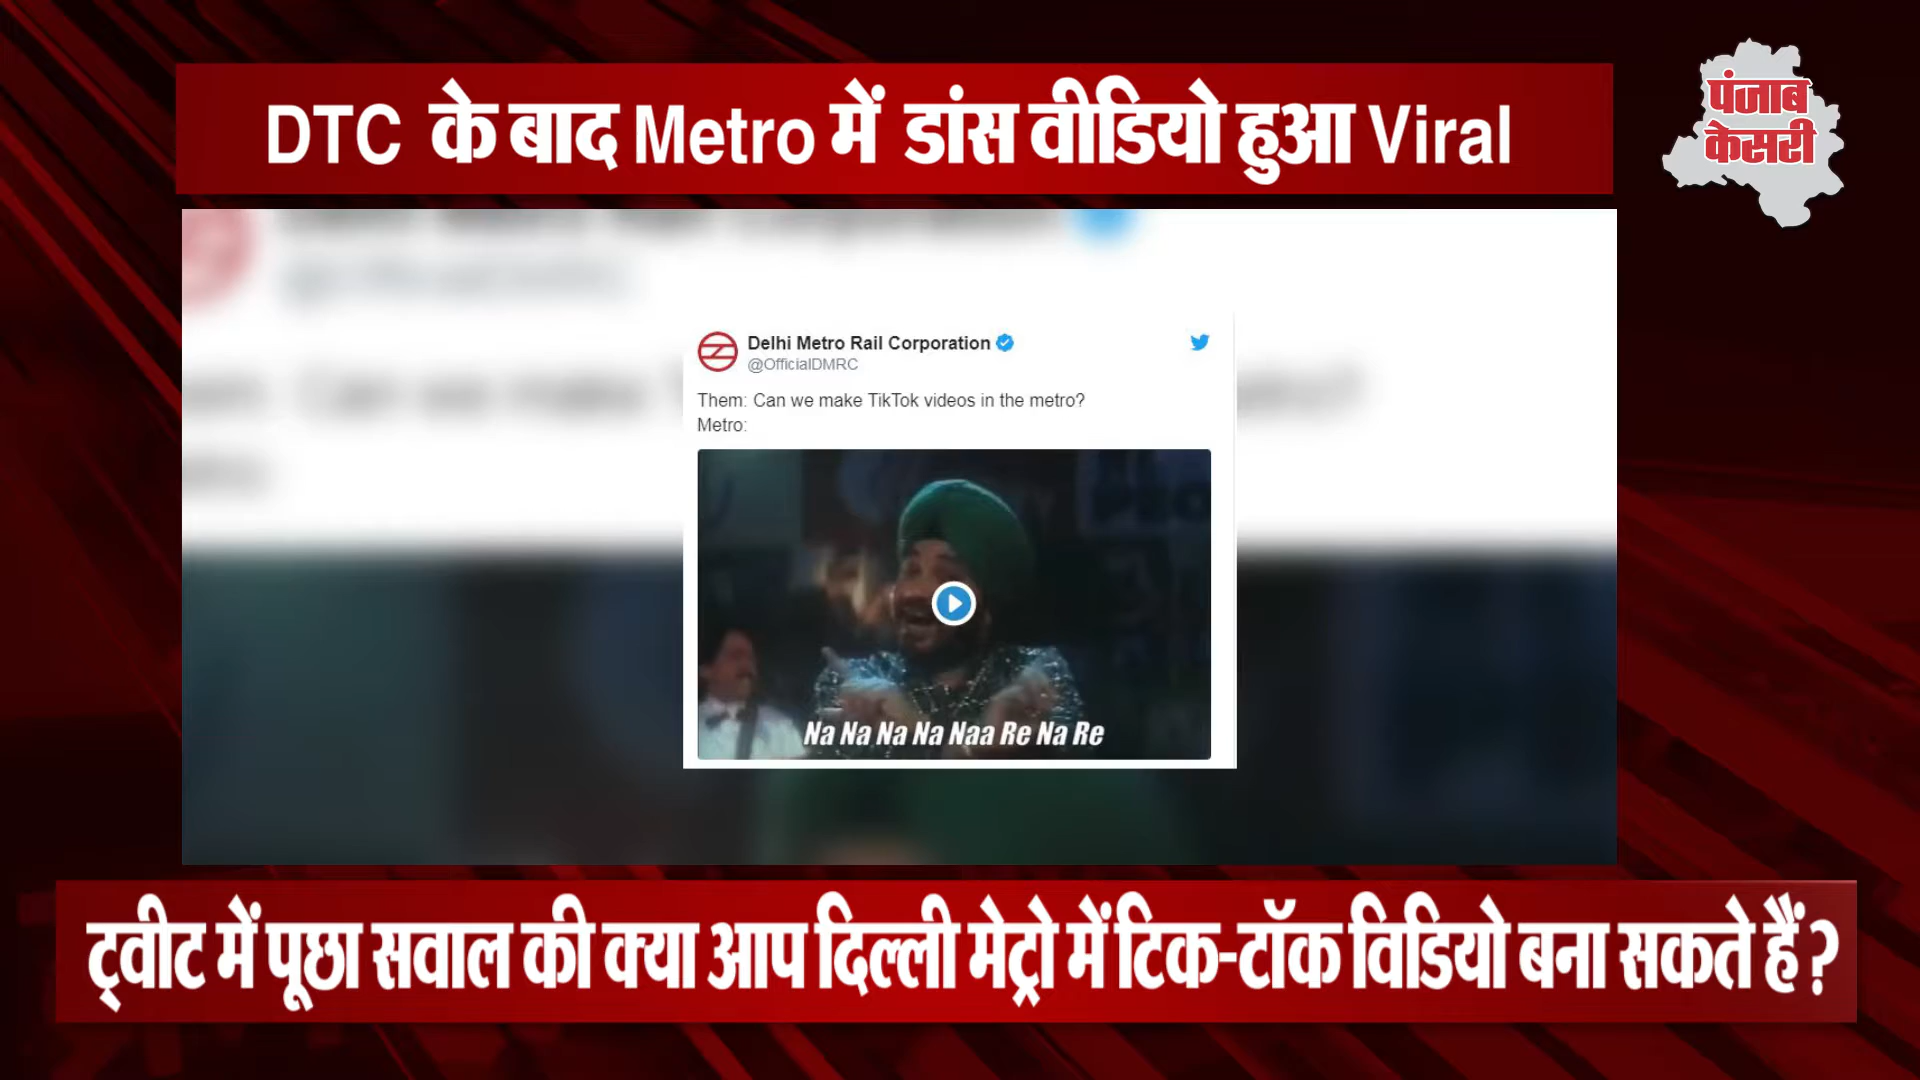 DTC के बाद Metro में डांस वीडियो हुआ Viral
पंजाब
केसरी
Delhi Metro Rail Corporation
@OfficialDMRC
Them: Can we make TikTok videos in the metro?
Metro:
Na Na Na Na Naa Re Na Re
ट्वीट में पूछा सवाल की क्या आप दिल्ली मेट्रो में टिक-टॉक विडियो बना सकते हैं?